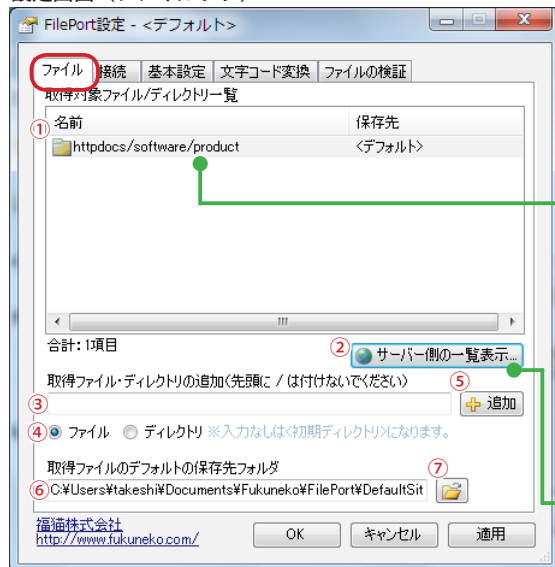 FilePort設定 - <デフォルト>
ファイル 接続 基本設定 文字コード変換 ファイルの検証
取得対象ファイル/ディレクトリ一覧
① 名前 保存先
httpdocs/software/product <デフォルト>
合計: 1項目
② サーバー側の一覧表示...
取得ファイル・ディレクトリの追加(先頭に / は付けないでください)
③ ⑤ 追加
④ ファイル ディレクトリ ※入力なしは<初期ディレクトリ>になります。
取得ファイルのデフォルトの保存先フォルダ
⑥ C:¥Users¥takeshi¥Documents¥Fukuneko¥FilePort¥DefaultSit ⑦
福猫株式会社
http://www.fukuneko.com/
OK キャンセル 適用